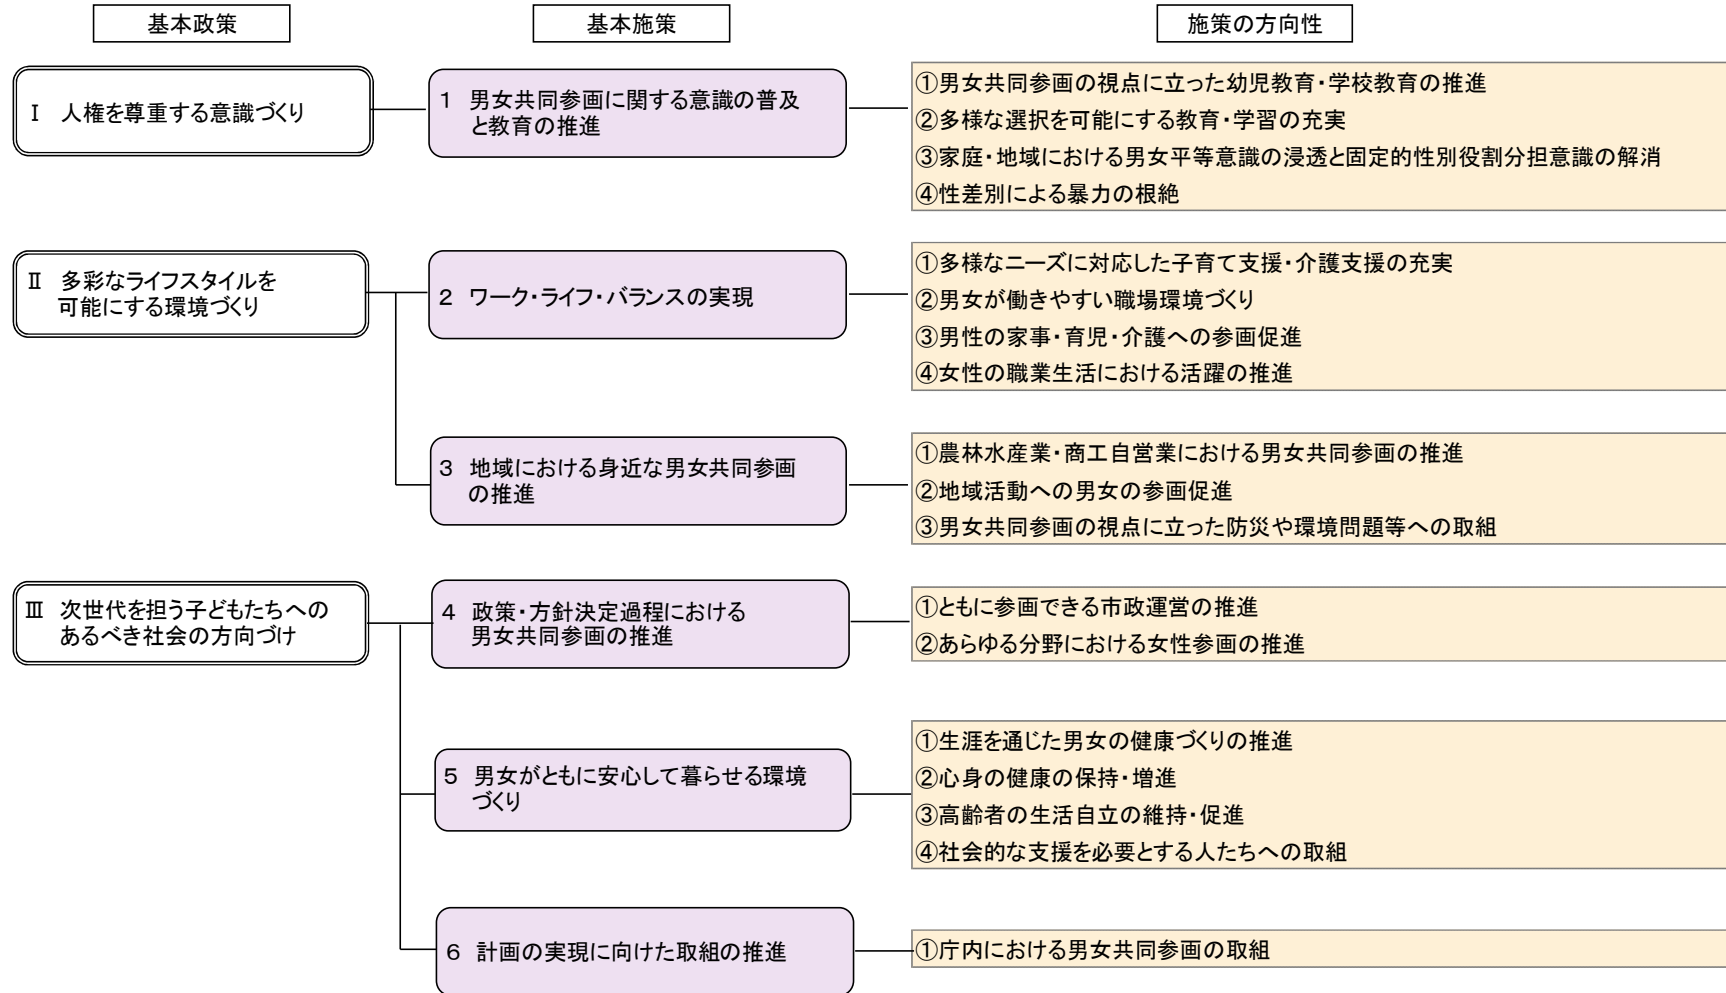 基本政策
基本施策
施策の方向性
Ⅰ 人権を尊重する意識づくり
1 男女共同参画に関する意識の普及
と教育の推進
①男女共同参画の視点に立った幼児教育・学校教育の推進
②多様な選択を可能にする教育・学習の充実
③家庭・地域における男女平等意識の浸透と固定的性別役割分担意識の解消
④性差別による暴力の根絶
Ⅱ 多彩なライフスタイルを
可能にする環境づくり
2 ワーク・ライフ・バランスの実現
①多様なニーズに対応した子育て支援・介護支援の充実
②男女が働きやすい職場環境づくり
③男性の家事・育児・介護への参画促進
④女性の職業生活における活躍の推進
3 地域における身近な男女共同参画
の推進
①農林水産業・商工自営業における男女共同参画の推進
②地域活動への男女の参画促進
③男女共同参画の視点に立った防災や環境問題等への取組
Ⅲ 次世代を担う子どもたちへの
あるべき社会の方向づけ
4 政策・方針決定過程における
男女共同参画の推進
①ともに参画できる市政運営の推進
②あらゆる分野における女性参画の推進
5 男女がともに安心して暮らせる環境
づくり
①生涯を通じた男女の健康づくりの推進
②心身の健康の保持・増進
③高齢者の生活自立の維持・促進
④社会的な支援を必要とする人たちへの取組
6 計画の実現に向けた取組の推進
①庁内における男女共同参画の取組